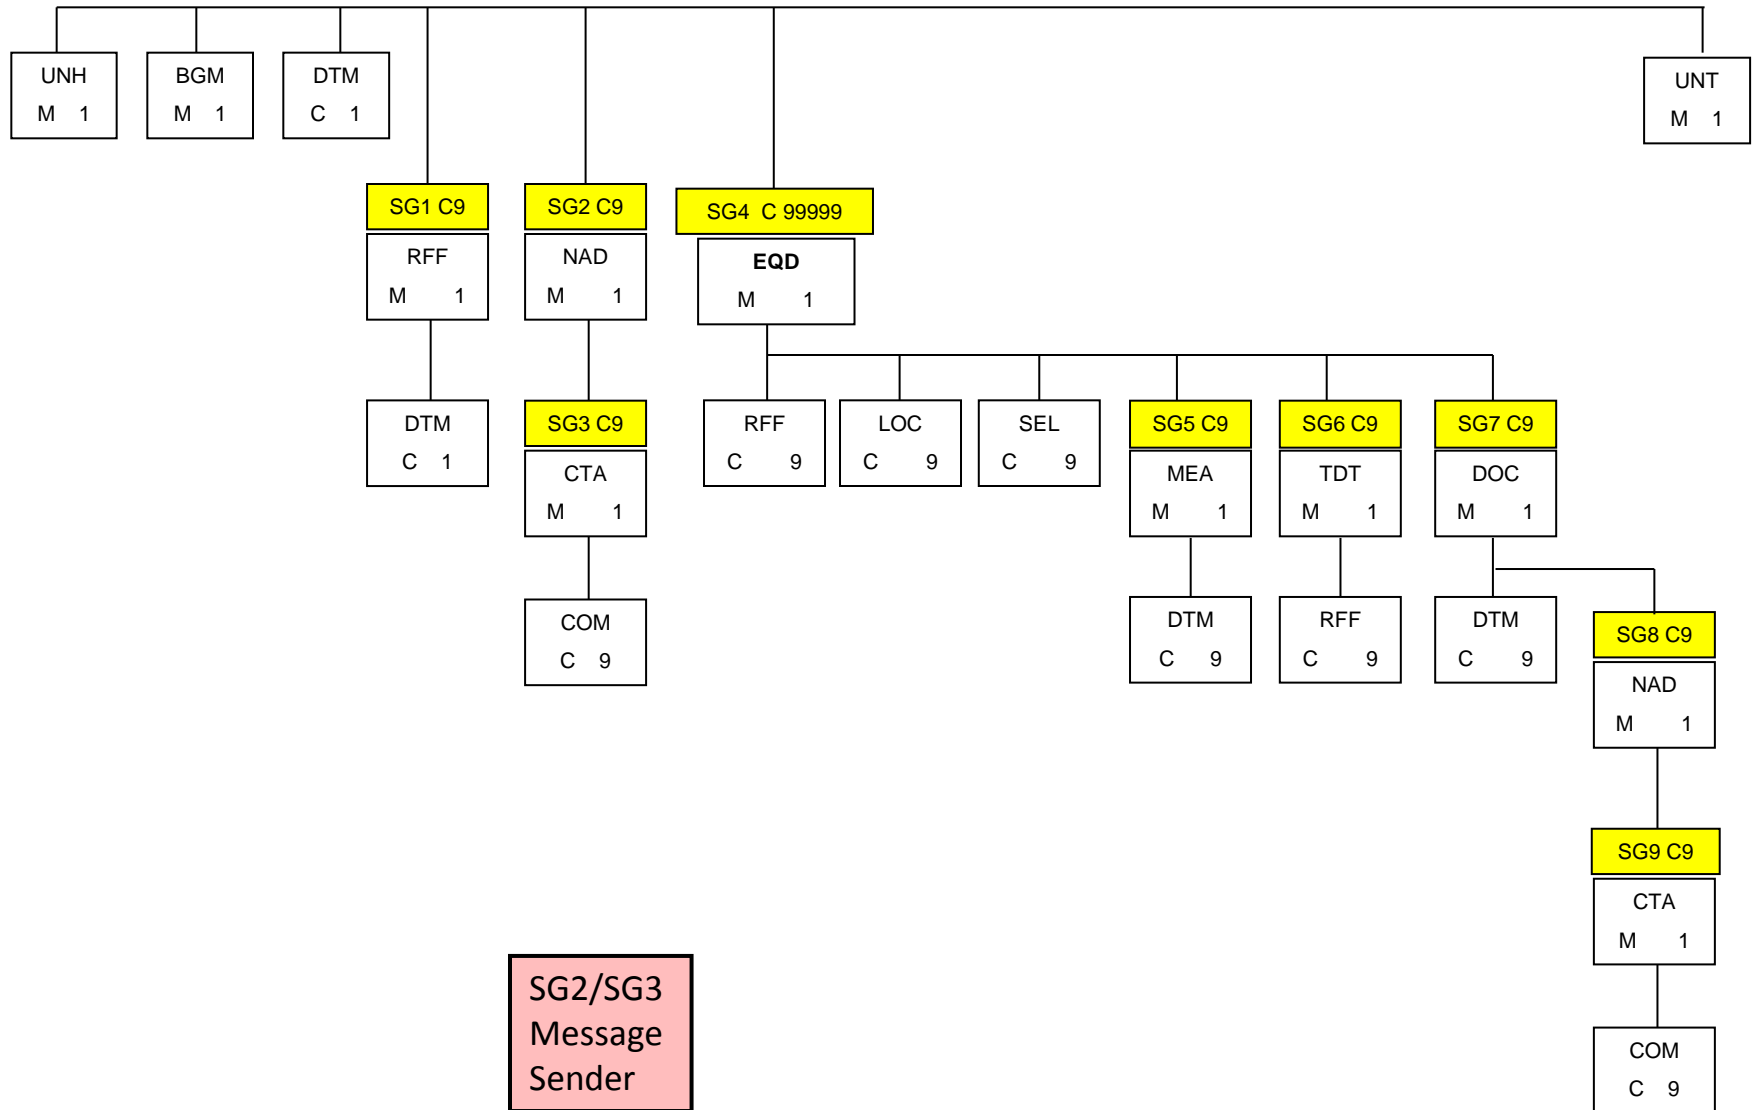 UNH
M 1
BGM
M 1
DTM
C 1
UNT
M 1
SG1 C9
RFF
M 1
SG2 C9
NAD
M 1
SG4 C 99999
EQD
M 1
DTM
C 1
SG3 C9
CTA
M 1
COM
C 9
RFF
C 9
LOC
C 9
SEL
C 9
SG5 C9
MEA
M 1
DTM
C 9
SG6 C9
TDT
M 1
RFF
C 9
SG7 C9
DOC
M 1
DTM
C 9
SG8 C9
NAD
M 1
SG9 C9
CTA
M 1
COM
C 9
SG2/SG3
Message
Sender